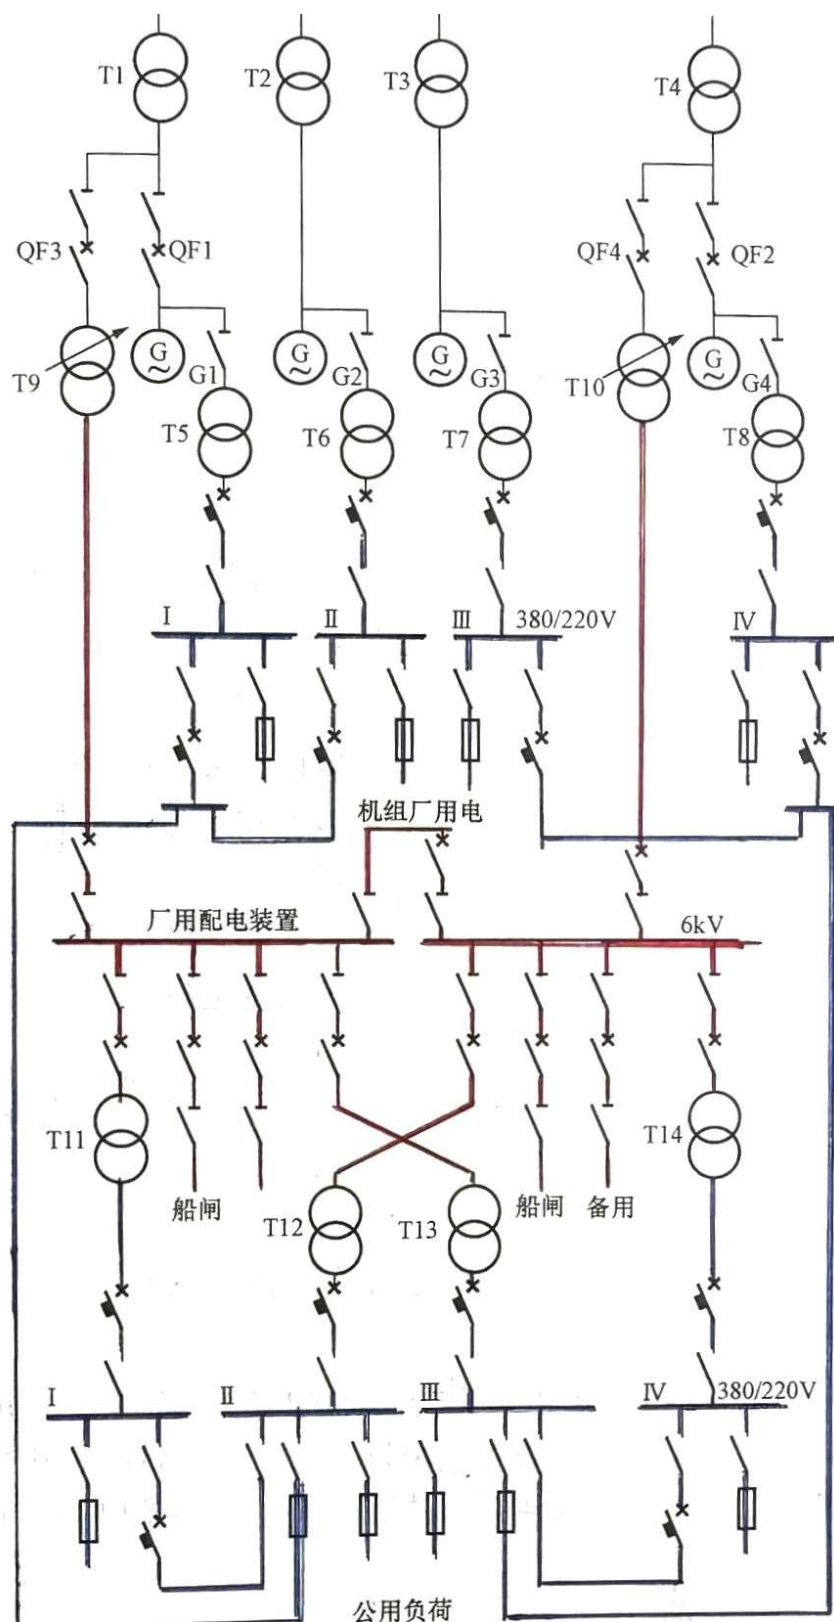 T1
T2
T3
T4
QF3
QF1
QF4
QF2
G
~
G
~
G
~
G
~
T9
G1
G2
G3
T10
G4
T5
T6
T7
T8
I
II
III
380/220V
IV
机组厂用电
厂用配电装置
6kV
T11
T14
船闸
船闸
备用
T12
T13
I
II
III
IV
380/220V
公用负荷